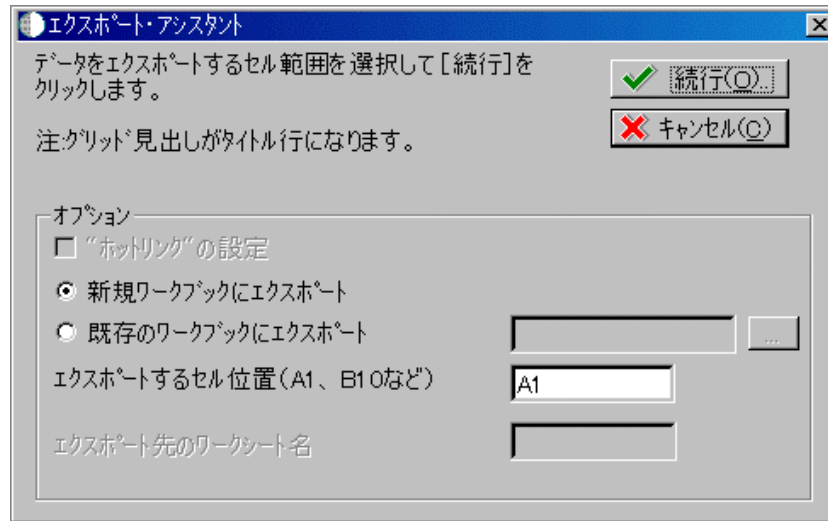 エクスポート・アシスタント
データをエクスポートするセル範囲を選択して[続行]を
クリックします。
続行(O)...
キャンセル(C)
注:グリッド見出しがタイトル行になります。
オプション
“ホットリンク”の設定
新規ワークブックにエクスポート
既存のワークブックにエクスポート
...
エクスポートするセル位置(A1、B10など)
A1
エクスポート先のワークシート名